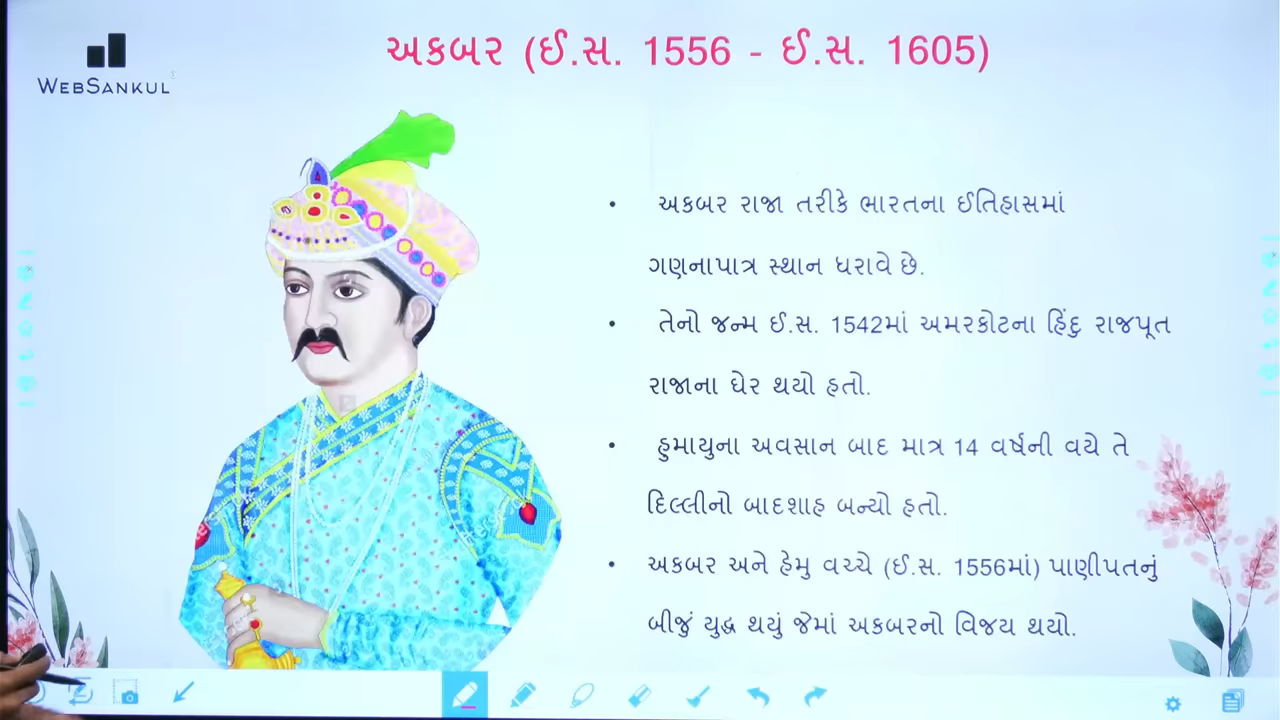 WEBSANKUL
અકબર (ઈ.સ. 1556 - ઈ.સ. 1605)
• અકબર રાજા તરીકે ભારતના ઈતિહાસમાં
ગણનાપાત્ર સ્થાન ધરાવે છે.
• તેનો જન્મ ઈ.સ. 1542માં અમરકોટના હિંદુ રાજપૂત
રાજાના ઘેર થયો હતો.
• હુમાયુના અવસાન બાદ માત્ર 14 વર્ષની વયે તે
દિલ્લીનો બાદશાહ બન્યો હતો.
• અકબર અને હેમુ વચ્ચે (ઈ.સ. 1556માં) પાણીપતનું
બીજું યુદ્ધ થયું જેમાં અકબરનો વિજય થયો.